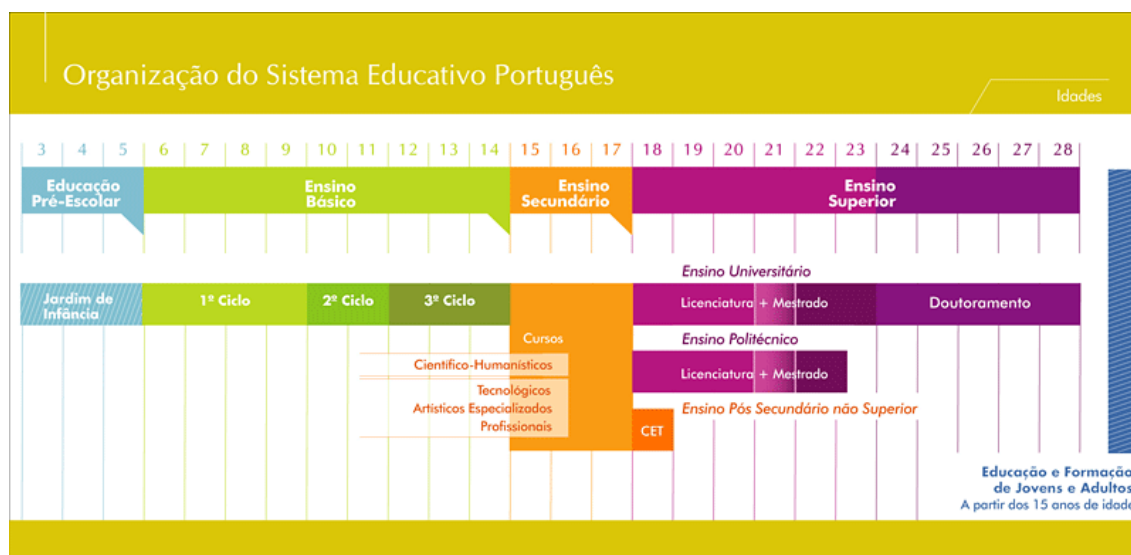 Organização do Sistema Educativo Português
Idades
3 4 5 6 7 8 9 10 11 12 13 14 15 16 17 18 19 20 21 22 23 24 25 26 27 28
Educação
Pré-Escolar
Ensino
Básico
Ensino
Secundário
Ensino
Superior
Ensino Universitário
Jardim de
Infância
1º Ciclo
2º Ciclo
3º Ciclo
Licenciatura + Mestrado
Doutoramento
Cursos
Ensino Politécnico
Científico-Humanísticos
Licenciatura + Mestrado
Tecnológicos
Artísticos Especializados
Profissionais
Ensino Pós Secundário não Superior
CET
Educação e Formação
de Jovens e Adultos
A partir dos 15 anos de idade